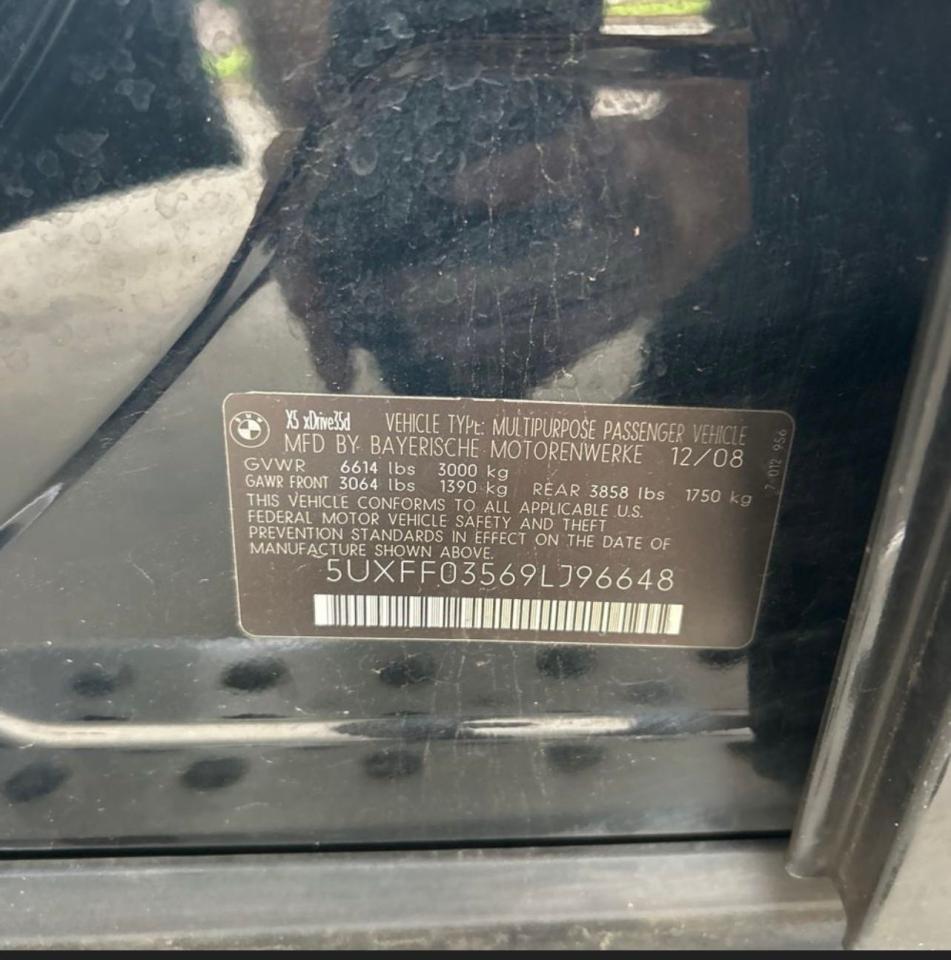 X5 xDrive35d VEHICLE TYPE: MULTIPURPOSE PASSENGER VEHICLE
MFD BY BAYERISCHE MOTORENWERKE 12/08
GVWR 6614 lbs 3000 kg
GAWR FRONT 3064 lbs 1390 kg REAR 3858 lbs 1750 kg
THIS VEHICLE CONFORMS TO ALL APPLICABLE U.S.
FEDERAL MOTOR VEHICLE SAFETY AND THEFT
PREVENTION STANDARDS IN EFFECT ON THE DATE OF
MANUFACTURE SHOWN ABOVE.
5UXFF03569LJ96648
7 012 956